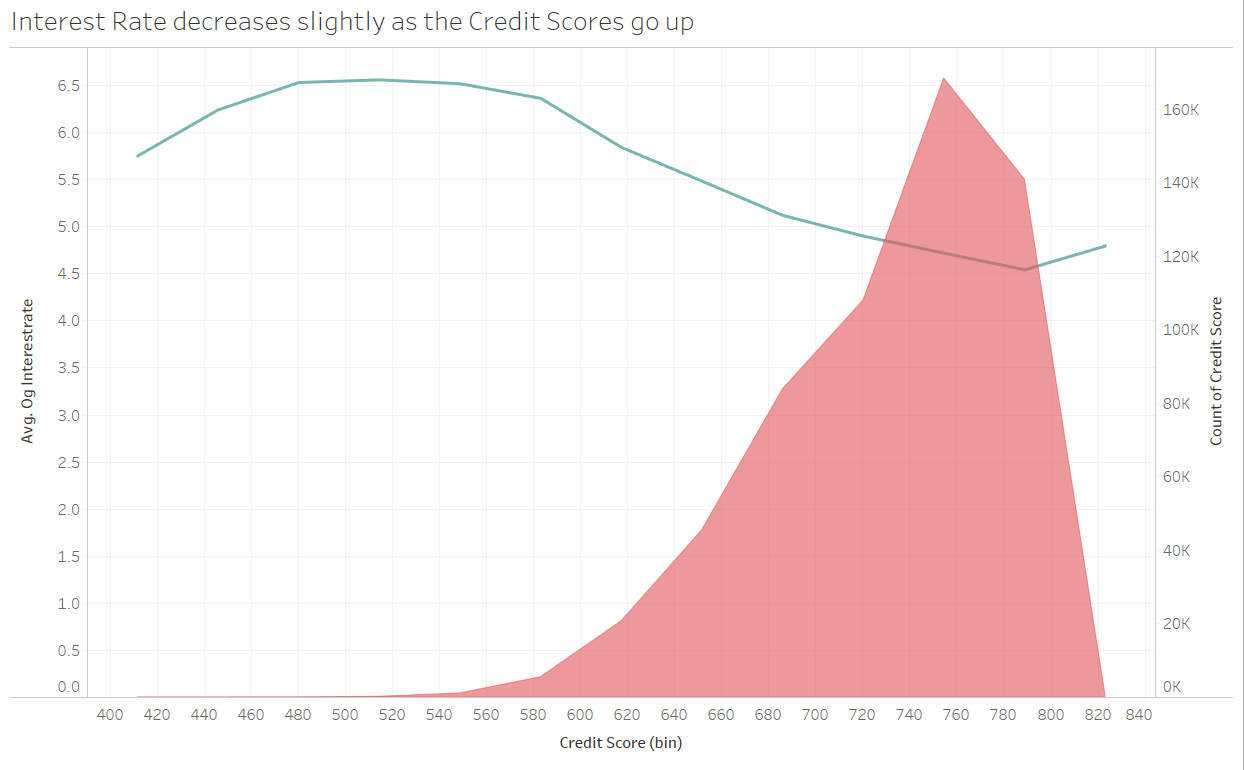 Interest Rate decreases slightly as the Credit Scores go up
6.5
6.0
5.5
5.0
4.5
4.0
3.5
3.0
2.5
2.0
1.5
1.0
0.5
0.0
Avg. Og Interestrate
160K
140K
120K
100K
80K
60K
40K
20K
0K
Count of Credit Score
400 420 440 460 480 500 520 540 560 580 600 620 640 660 680 700 720 740 760 780 800 820 840
Credit Score (bin)